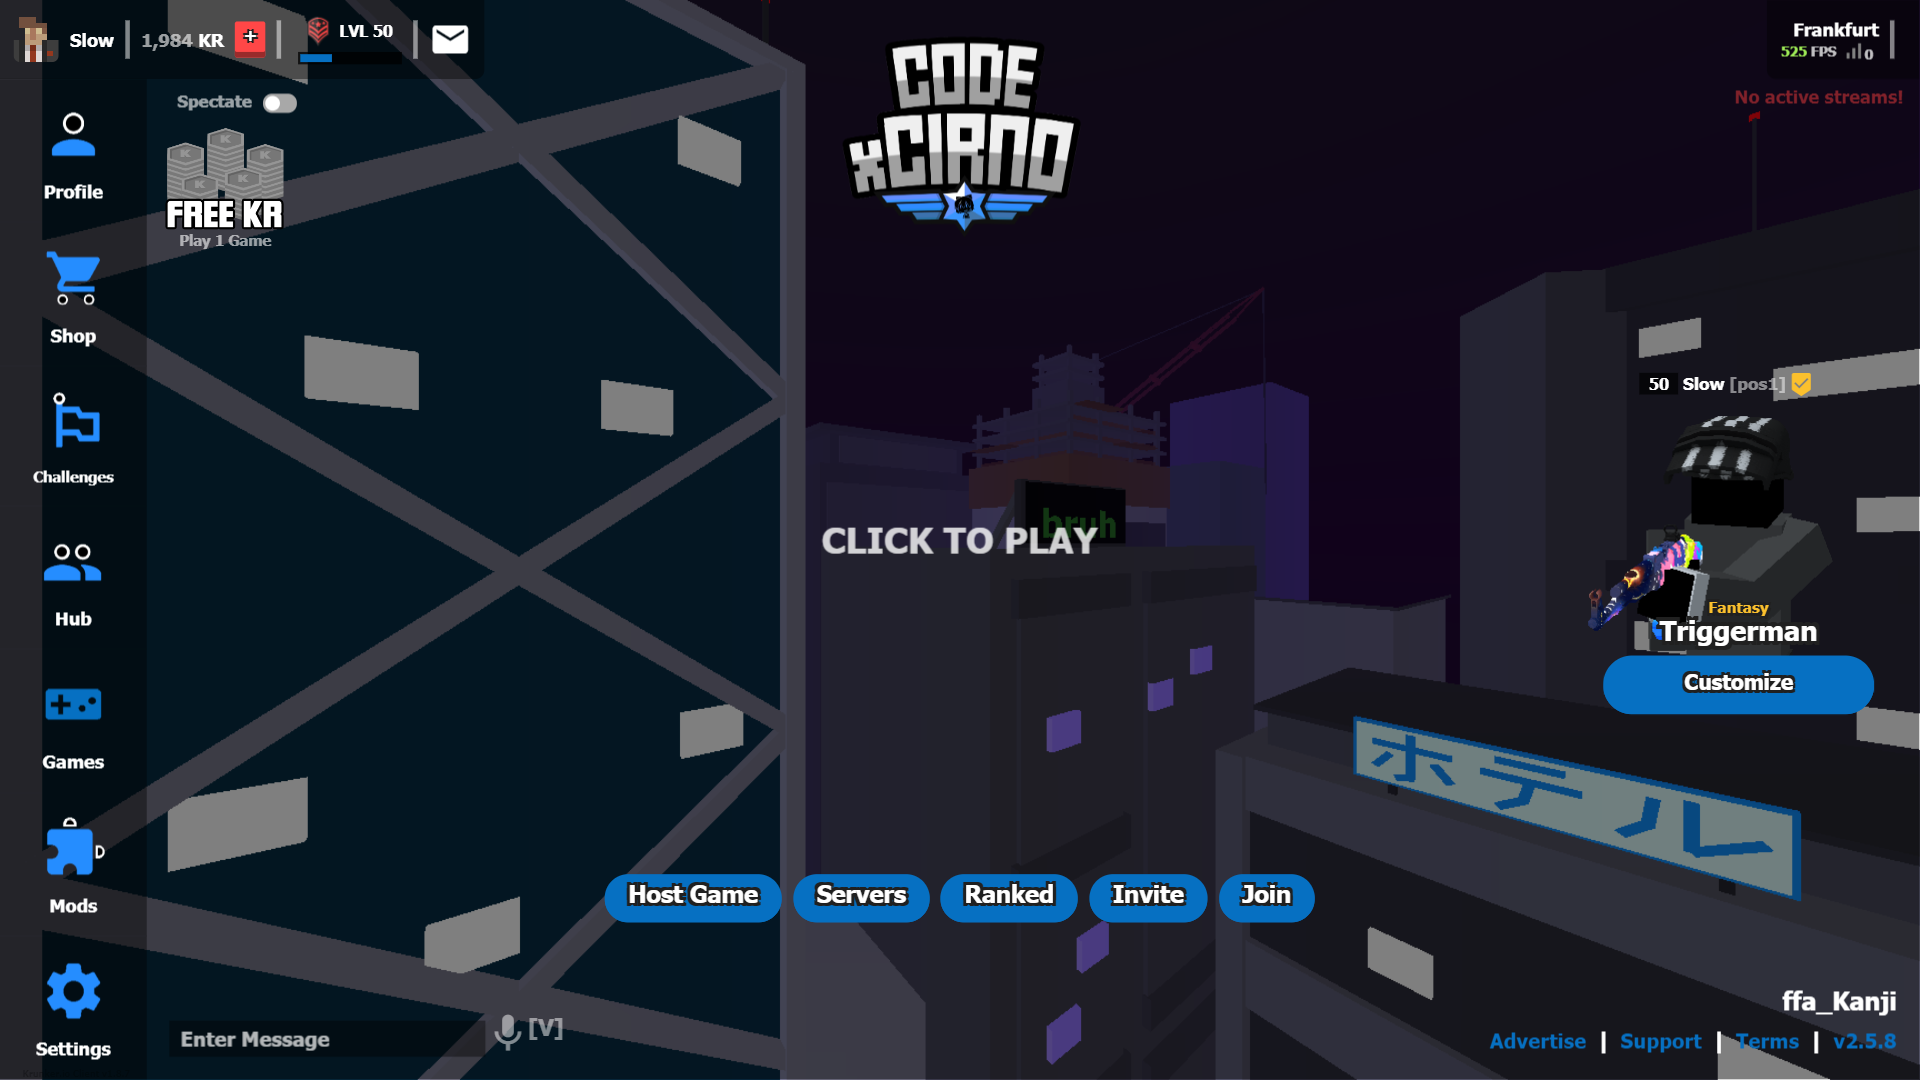 Slow
1,984 KR
+
LVL 50
Frankfurt
525 FPS
0
No active streams!
Spectate
K K K K K
FREE KR
Play 1 Game
CODE
xCIRNO
Profile
Shop
Challenges
Hub
Games
Mods
Settings
50 Slow [pos1]
bruh
CLICK TO PLAY
Fantasy
Triggerman
Customize
ホテル
Host Game
Servers
Ranked
Invite
Join
Enter Message
[V]
ffa_Kanji
Advertise | Support | Terms | v2.5.8